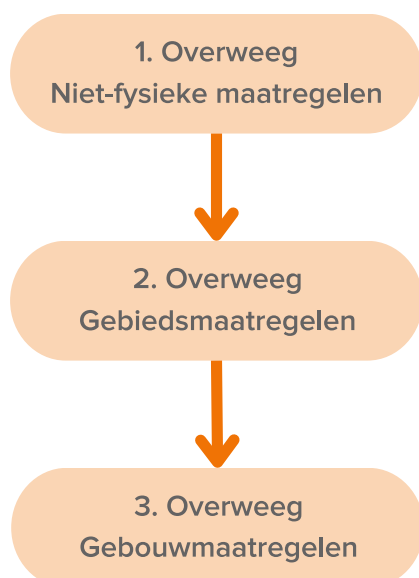 1. Overweeg
Niet-fysieke maatregelen
2. Overweeg
Gebiedsmaatregelen
3. Overweeg
Gebouwmaatregelen